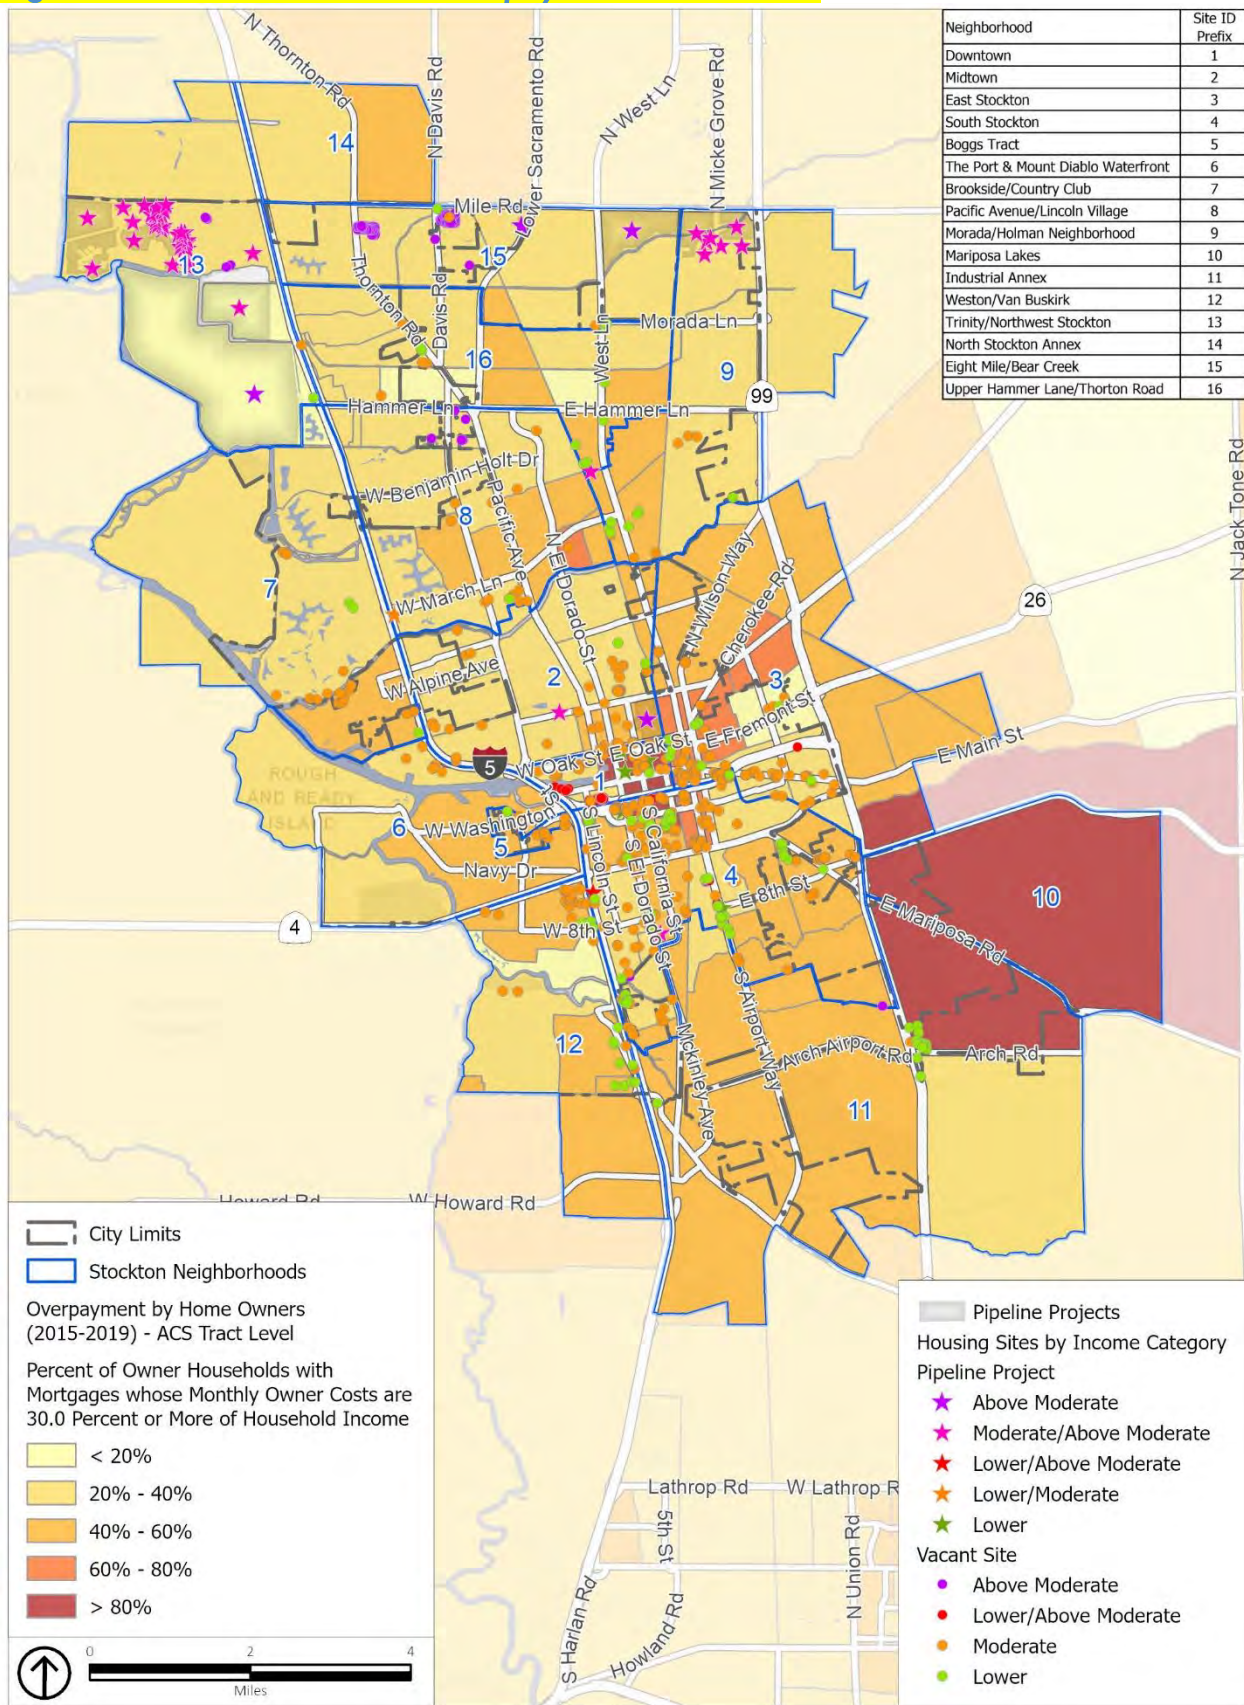 Neighborhood Site ID Prefix
Downtown 1
Midtown 2
East Stockton 3
South Stockton 4
Boggs Tract 5
The Port & Mount Diablo Waterfront 6
Brookside/Country Club 7
Pacific Avenue/Lincoln Village 8
Morada/Holman Neighborhood 9
Mariposa Lakes 10
Industrial Annex 11
Weston/Van Buskirk 12
Trinity/Northwest Stockton 13
North Stockton Annex 14
Eight Mile/Bear Creek 15
Upper Hammer Lane/Thorton Road 16
N Thornton Rd
N Davis Rd
Lower Sacramento Rd
N West Ln
N Micke Grove Rd
14
Mile Rd
13
15
Thornton Rd
Davis Rd
16
West Ln
Morada Ln
9
99
Hammer Ln
E Hammer Ln
N Jack Tone Rd
W Benjamin Holt Dr
8
Pacific Ave
N El Dorado St
N Wilson Way
Cherokee Rd
7
W March Ln
26
2
3
W Alpine Ave
E Fremont St
W Oak St
E Oak St
E Main St
5
1
ROUGH
AND READY
ISLAND
6
W Washington St
5
S Lincoln St
S El Dorado St
S California St
Navy Dr
4
E 8th St
10
4
W 8th St
E Mariposa Rd
12
S Airport Way
Mckinley Ave
Arch Airport Rd
Arch Rd
11
Howard Rd
W Howard Rd
City Limits
Stockton Neighborhoods
Overpayment by Home Owners
(2015-2019) - ACS Tract Level
Percent of Owner Households with
Mortgages whose Monthly Owner Costs are
30.0 Percent or More of Household Income
< 20%
20% - 40%
40% - 60%
60% - 80%
> 80%
0 2 4
Miles
Lathrop Rd
W Lathrop R
5th St
N Union Rd
S Harlan Rd
Howland Rd
Pipeline Projects
Housing Sites by Income Category
Pipeline Project
Above Moderate
Moderate/Above Moderate
Lower/Above Moderate
Lower/Moderate
Lower
Vacant Site
Above Moderate
Lower/Above Moderate
Moderate
Lower